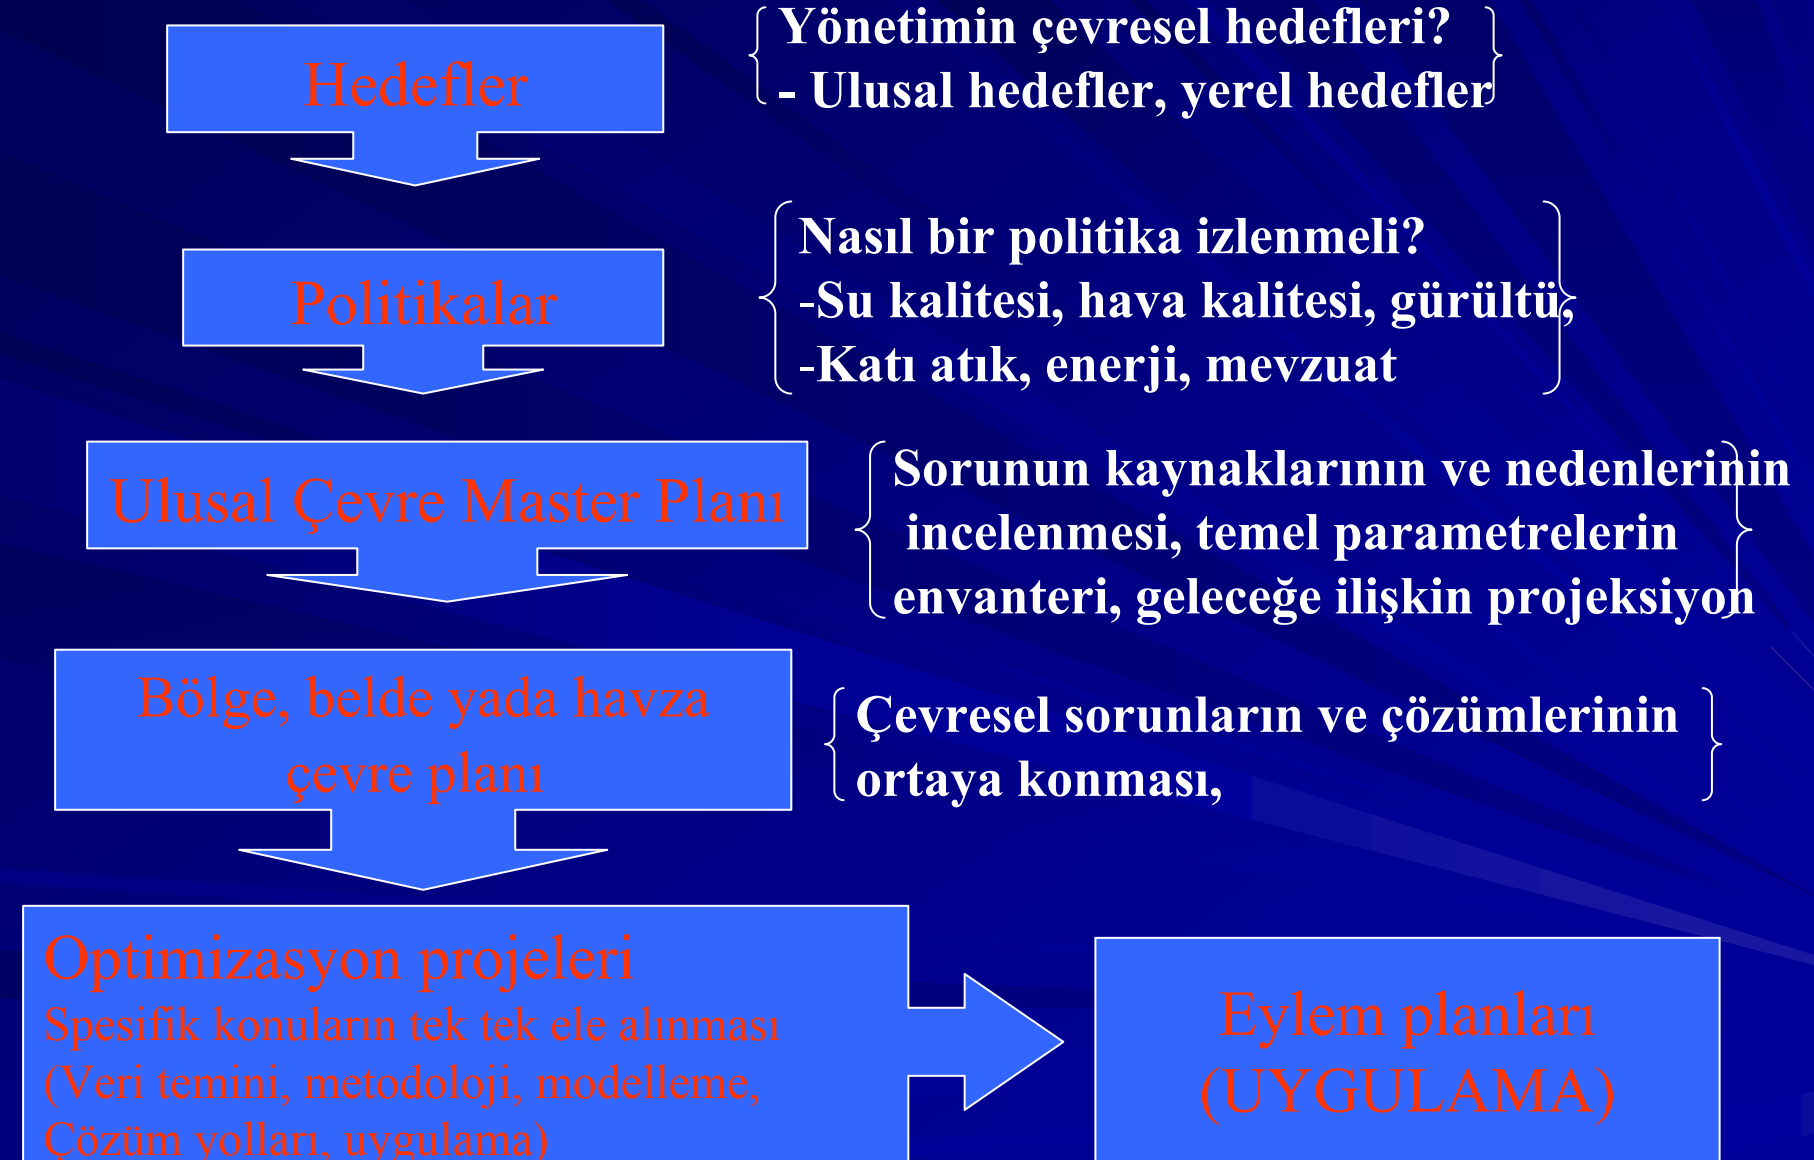 Hedefler
Yönetimin çevresel hedefleri?
- Ulusal hedefler, yerel hedefler
Politikalar
Nasıl bir politika izlenmeli?
-Su kalitesi, hava kalitesi, gürültü,
-Katı atık, enerji, mevzuat
Ulusal Çevre Master Planı
Sorunun kaynaklarının ve nedenlerinin
incelenmesi, temel parametrelerin
envanteri, geleceğe ilişkin projeksiyon
Bölge, belde yada havza
çevre planı
Çevresel sorunların ve çözümlerinin
ortaya konması,
Optimizasyon projeleri
Spesifik konuların tek tek ele alınması
(Veri temini, metodoloji, modelleme,
Çözüm yolları, uygulama)
Eylem planları
(UYGULAMA)